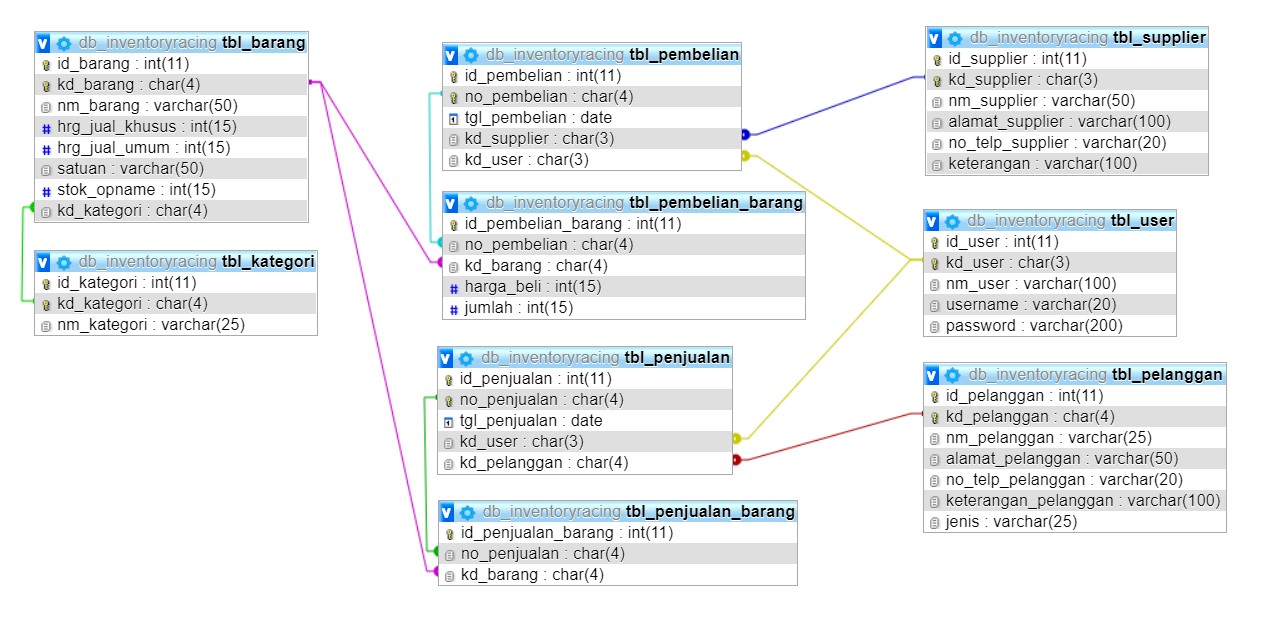 db_inventoryracing tbl_barang
id_barang : int(11)
kd_barang : char(4)
nm_barang : varchar(50)
# hrg_jual_khusus : int(15)
# hrg_jual_umum : int(15)
satuan : varchar(50)
# stok_opname : int(15)
kd_kategori : char(4)
db_inventoryracing tbl_kategori
id_kategori : int(11)
kd_kategori : char(4)
nm_kategori : varchar(25)
db_inventoryracing tbl_pembelian
id_pembelian : int(11)
no_pembelian : char(4)
tgl_pembelian : date
kd_supplier : char(3)
kd_user : char(3)
db_inventoryracing tbl_pembelian_barang
id_pembelian_barang : int(11)
no_pembelian : char(4)
kd_barang : char(4)
# harga_beli : int(15)
# jumlah : int(15)
db_inventoryracing tbl_penjualan
id_penjualan : int(11)
no_penjualan : char(4)
tgl_penjualan : date
kd_user : char(3)
kd_pelanggan : char(4)
db_inventoryracing tbl_penjualan_barang
id_penjualan_barang : int(11)
no_penjualan : char(4)
kd_barang : char(4)
db_inventoryracing tbl_supplier
id_supplier : int(11)
kd_supplier : char(3)
nm_supplier : varchar(50)
alamat_supplier : varchar(100)
no_telp_supplier : varchar(20)
keterangan : varchar(100)
db_inventoryracing tbl_user
id_user : int(11)
kd_user : char(3)
nm_user : varchar(100)
username : varchar(20)
password : varchar(200)
db_inventoryracing tbl_pelanggan
id_pelanggan : int(11)
kd_pelanggan : char(4)
nm_pelanggan : varchar(25)
alamat_pelanggan : varchar(50)
no_telp_pelanggan : varchar(20)
keterangan_pelanggan : varchar(100)
jenis : varchar(25)